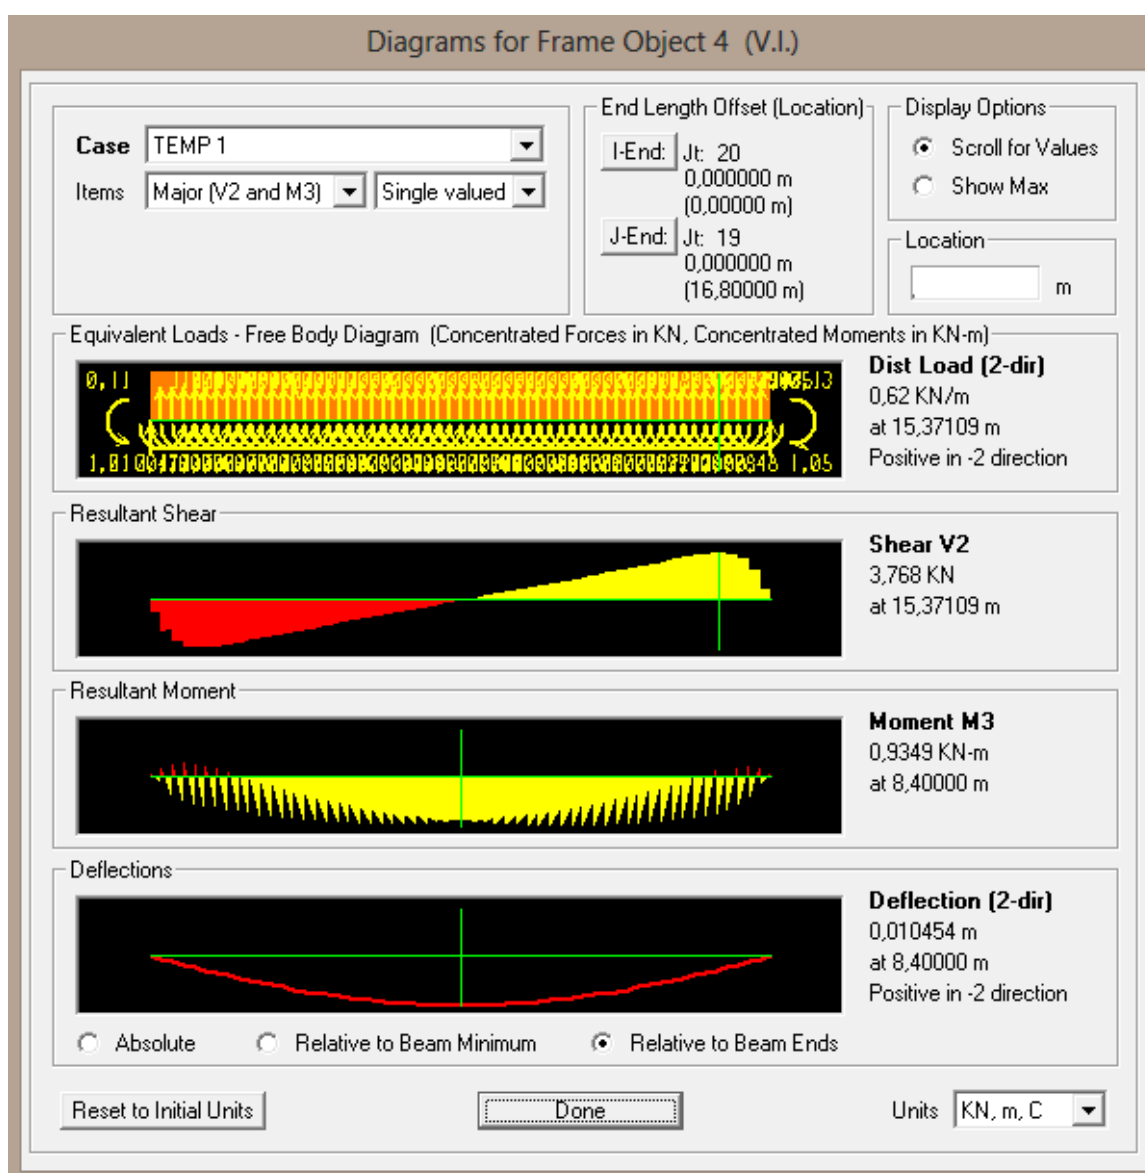 Diagrams for Frame Object 4 (V.I.)
Case TEMP 1
Items Major (V2 and M3) Single valued
End Length Offset (Location)
I-End: Jt: 20
0,000000 m
(0,00000 m)
J-End: Jt: 19
0,000000 m
(16,80000 m)
Display Options
Scroll for Values
Show Max
Location
, m
Equivalent Loads - Free Body Diagram (Concentrated Forces in KN, Concentrated Moments in KN-m)
0,11
1,05
Dist Load (2-dir)
0,62 KN/m
at 15,37109 m
Positive in -2 direction
Resultant Shear
Shear V2
3,768 KN
at 15,37109 m
Resultant Moment
Moment M3
0,9349 KN-m
at 8,40000 m
Deflections
Deflection (2-dir)
0,010454 m
at 8,40000 m
Positive in -2 direction
Absolute Relative to Beam Minimum Relative to Beam Ends
Reset to Initial Units Done Units KN, m, C